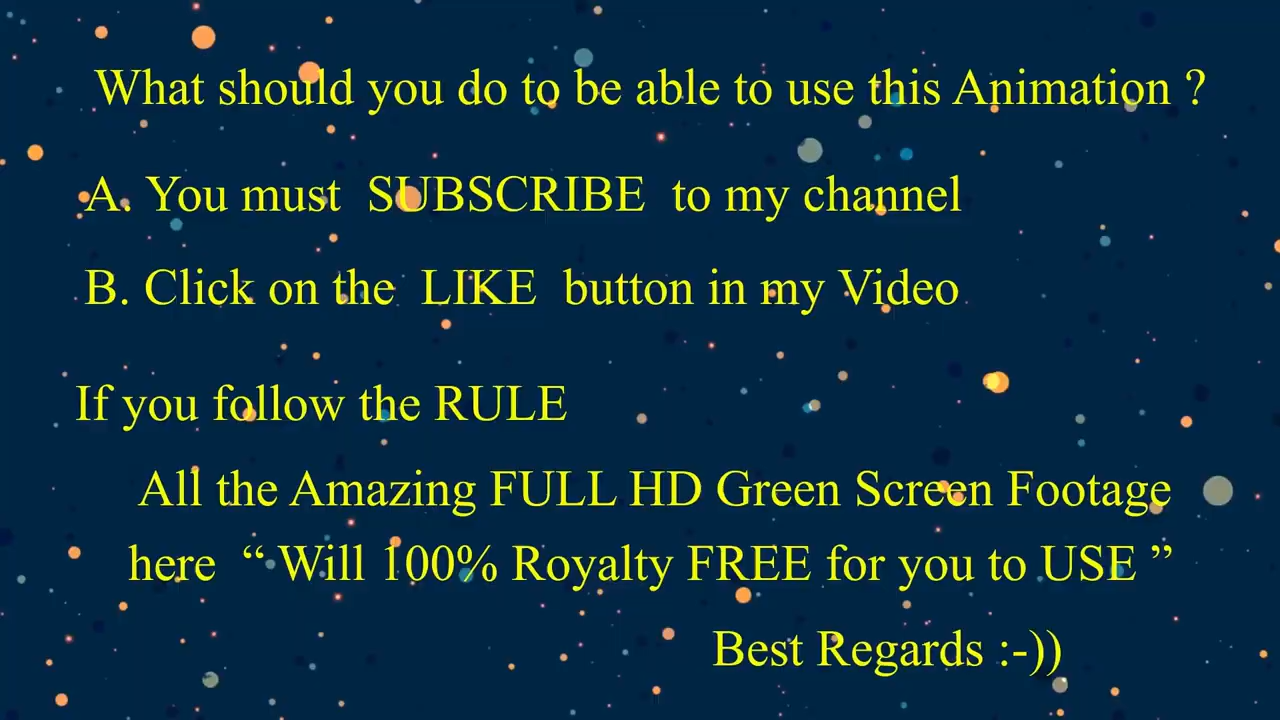 What should you do to be able to use this Animation ?
A. You must SUBSCRIBE to my channel
B. Click on the LIKE button in my Video
If you follow the RULE
All the Amazing FULL HD Green Screen Footage
here “ Will 100% Royalty FREE for you to USE ”
Best Regards :-))